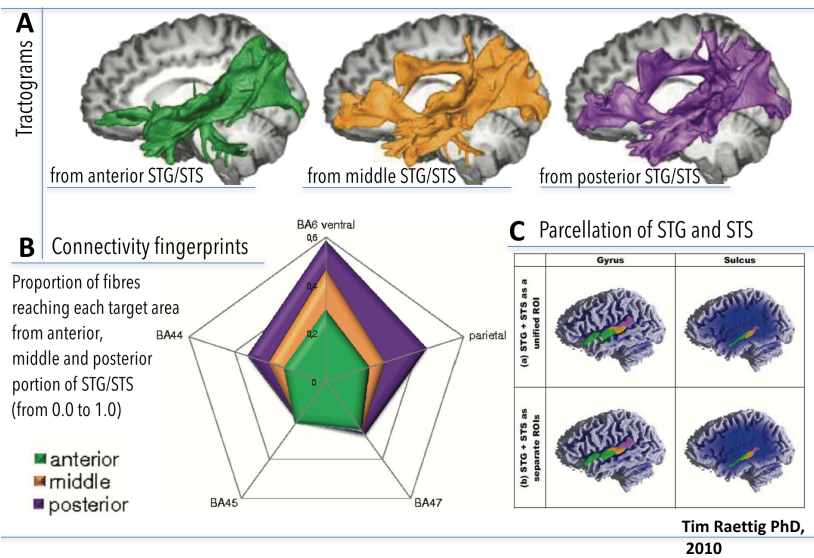 A
Tractograms
from anterior STG/STS
from middle STG/STS
from posterior STG/STS
B Connectivity fingerprints
Proportion of fibres
reaching each target area
from anterior,
middle and posterior
portion of STG/STS
(from 0.0 to 1.0)
BA6 ventral
0,6
0,4
0,2
0
BA44
parietal
BA45
BA47
anterior
middle
posterior
C Parcellation of STG and STS
Gyrus Sulcus
(a) STG + STS as a
unified ROI
(b) STG + STS as
separate ROIs
Tim Raettig PhD,
2010